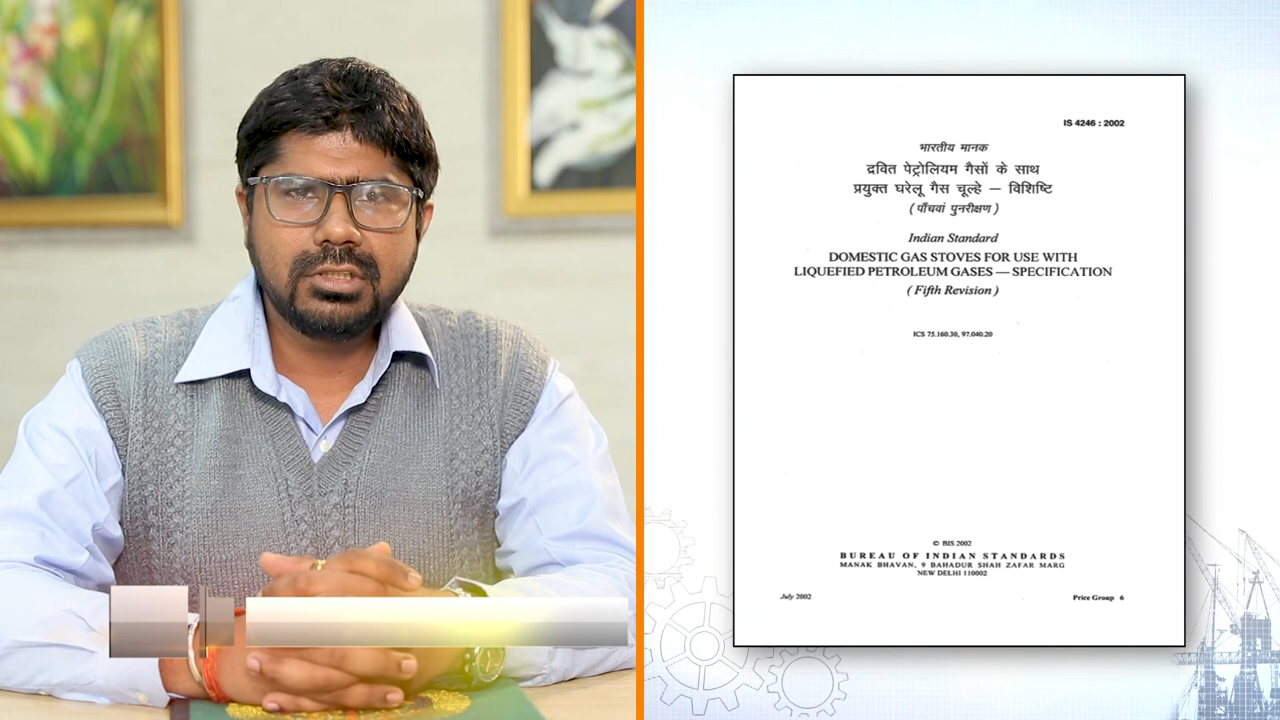 IS 4246 : 2002
भारतीय मानक
द्रवित पेट्रोलियम गैसों के साथ
प्रयुक्त घरेलू गैस चूल्हे — विशिष्टि
( पाँचवां पुनरीक्षण )
Indian Standard
DOMESTIC GAS STOVES FOR USE WITH
LIQUEFIED PETROLEUM GASES — SPECIFICATION
( Fifth Revision )
ICS 75.160.30, 97.040.20
© BIS 2002
BUREAU OF INDIAN STANDARDS
MANAK BHAVAN, 9 BAHADUR SHAH ZAFAR MARG
NEW DELHI 110002
July 2002
Price Group 6